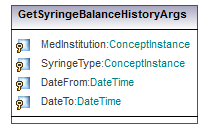 GetSyringeBalanceHistoryArgs
MedInstitution:ConceptInstance
SyringeType:ConceptInstance
DateFrom:DateTime
DateTo:DateTime